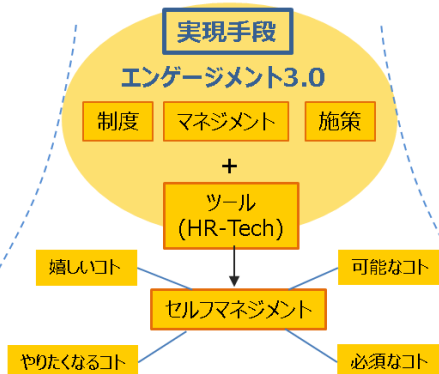 実現手段
エンゲージメント3.0
制度 マネジメント 施策
+
ツール
(HR-Tech)
嬉しいコト 可能なコト
セルフマネジメント
やりたくなるコト 必須なコト